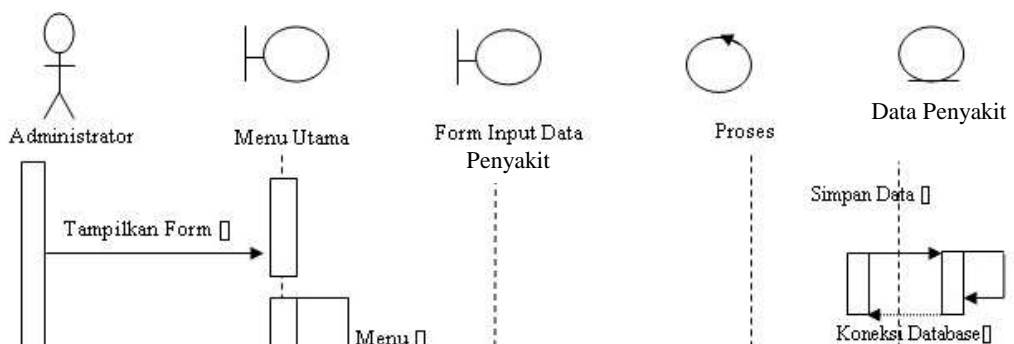 Administrator
Menu Utama
Form Input Data
Penyakit
Proses
Data Penyakit
Simpan Data []
Tampilkan Form []
Koneksi Database[]
Menu []